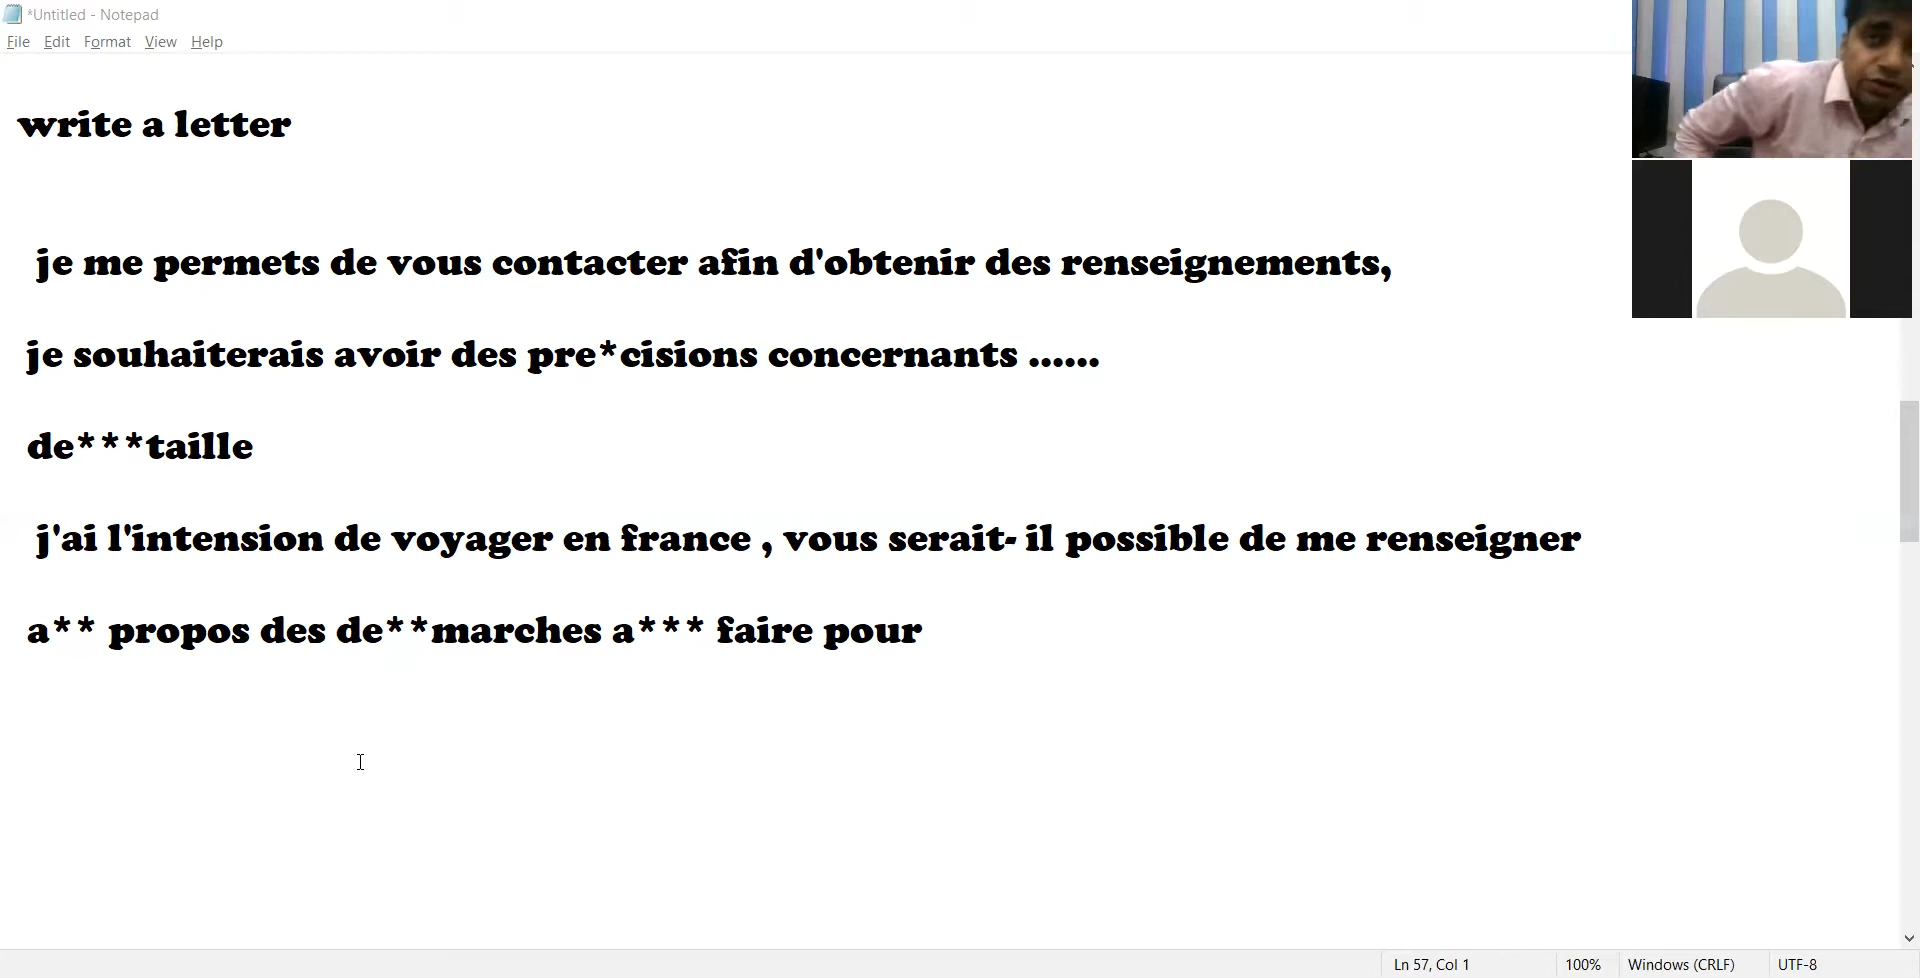 *Untitled - Notepad
File Edit Format View Help
write a letter
je me permets de vous contacter afin d'obtenir des renseignements,
je souhaiterais avoir des pre*cisions concernants ......
de***taille
j'ai l'intension de voyager en france , vous serait- il possible de me renseigner
a** propos des de**marches a*** faire pour
Ln 57, Col 1 100% Windows (CRLF) UTF-8